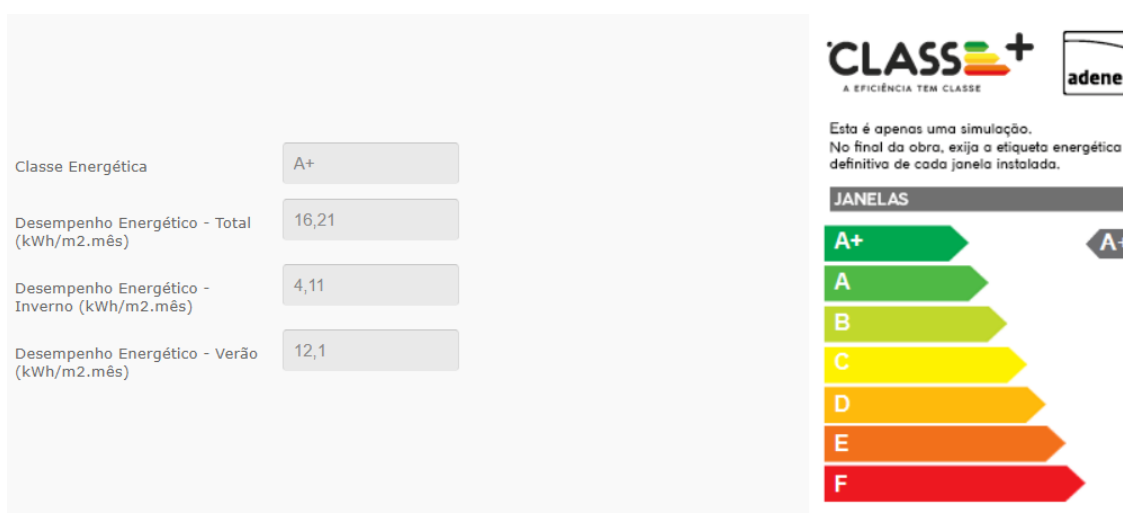 Classe Energética
A+
Desempenho Energético - Total
(kWh/m2.mês)
16,21
Desempenho Energético -
Inverno (kWh/m2.mês)
4,11
Desempenho Energético - Verão
(kWh/m2.mês)
12,1
CLASSE+
A EFICIÊNCIA TEM CLASSE
adene
Esta é apenas uma simulação.
No final da obra, exija a etiqueta energética
definitiva de cada janela instalada.
JANELAS
A+
A+
A
B
C
D
E
F